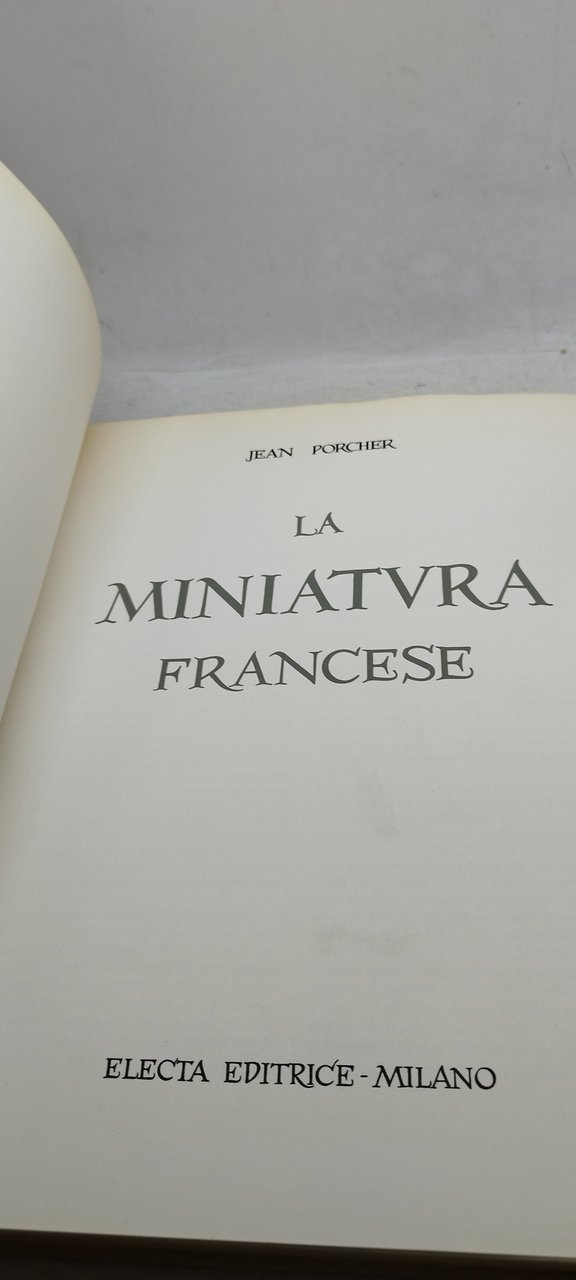 JEAN PORCHER
LA
MINIATVRA
FRANCESE
ELECTA EDITRICE - MILANO